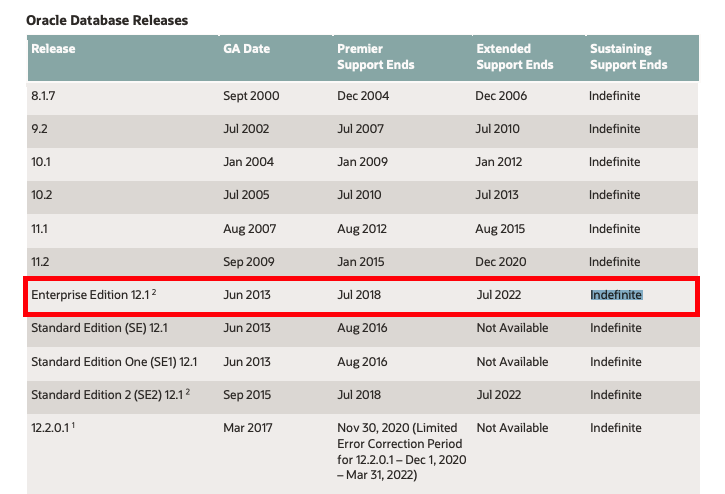 Oracle Database Releases
Release GA Date Premier Support Ends Extended Support Ends Sustaining Support Ends
8.1.7 Sept 2000 Dec 2004 Dec 2006 Indefinite
9.2 Jul 2002 Jul 2007 Jul 2010 Indefinite
10.1 Jan 2004 Jan 2009 Jan 2012 Indefinite
10.2 Jul 2005 Jul 2010 Jul 2013 Indefinite
11.1 Aug 2007 Aug 2012 Aug 2015 Indefinite
11.2 Sep 2009 Jan 2015 Dec 2020 Indefinite
Enterprise Edition 12.1 2 Jun 2013 Jul 2018 Jul 2022 Indefinite
Standard Edition (SE) 12.1 Jun 2013 Aug 2016 Not Available Indefinite
Standard Edition One (SE1) 12.1 Jun 2013 Aug 2016 Not Available Indefinite
Standard Edition 2 (SE2) 12.1 2 Sep 2015 Jul 2018 Jul 2022 Indefinite
12.2.0.1 1 Mar 2017 Nov 30, 2020 (Limited Not Available Indefinite
Error Correction Period
for 12.2.0.1 – Dec 1, 2020
– Mar 31, 2022)